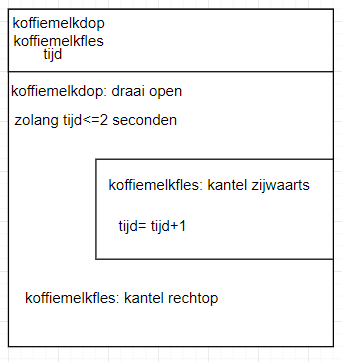 koffiemelkdop
koffiemelkfles
tijd
koffiemelkdop: draai open
zolang tijd<=2 seconden
koffiemelkfles: kantel zijwaarts
tijd= tijd+1
koffiemelkfles: kantel rechtop